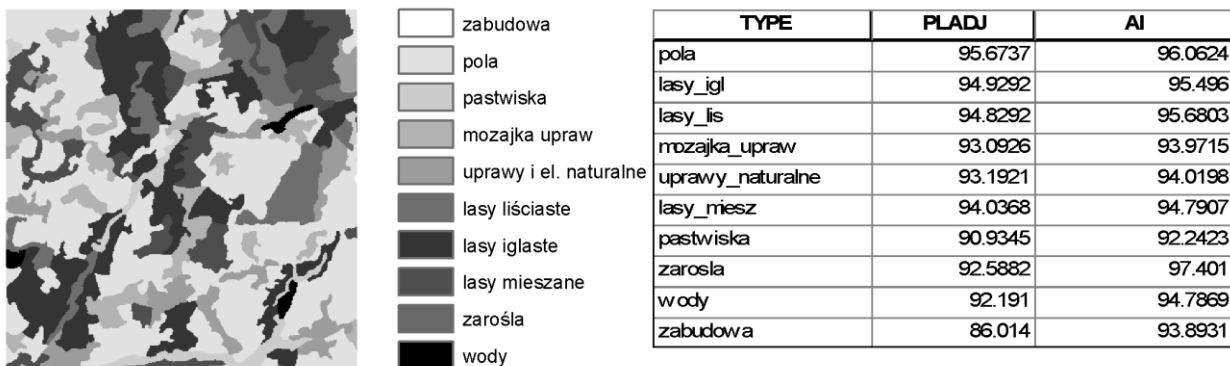 zabudowa
pola
pastwiska
mozajka upraw
uprawy i el. naturalne
lasy liściaste
lasy iglaste
lasy mieszane
zarośla
wody
TYPE PLADJ AI
pola 95.6737 96.0624
lasy_igl 94.9292 95.496
lasy_lis 94.8292 95.6803
mozajka_upraw 93.0926 93.9715
uprawy_naturalne 93.1921 94.0198
lasy_miesz 94.0368 94.7907
pastwiska 90.9345 92.2423
zarosla 92.5882 97.401
wody 92.191 94.7869
zabudowa 86.014 93.8931